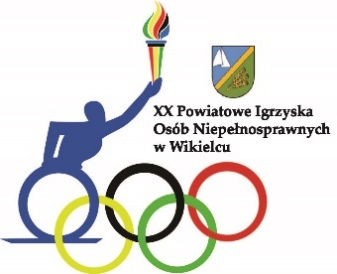 XX Powiatowe Igrzyska
Osób Niepełnosprawnych
w Wikielcu